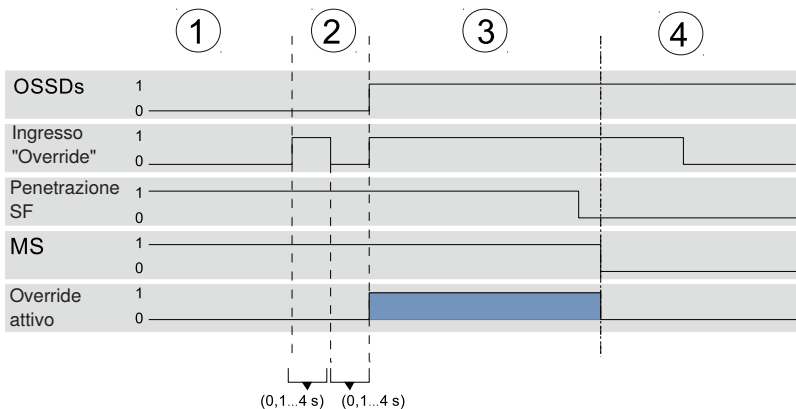 1 2 3 4
OSSDs 1
0
Ingresso 1
"Override" 0
Penetrazione 1
SF 0
MS 1
0
Override 1
attivo 0
(0,1...4 s) (0,1...4 s)